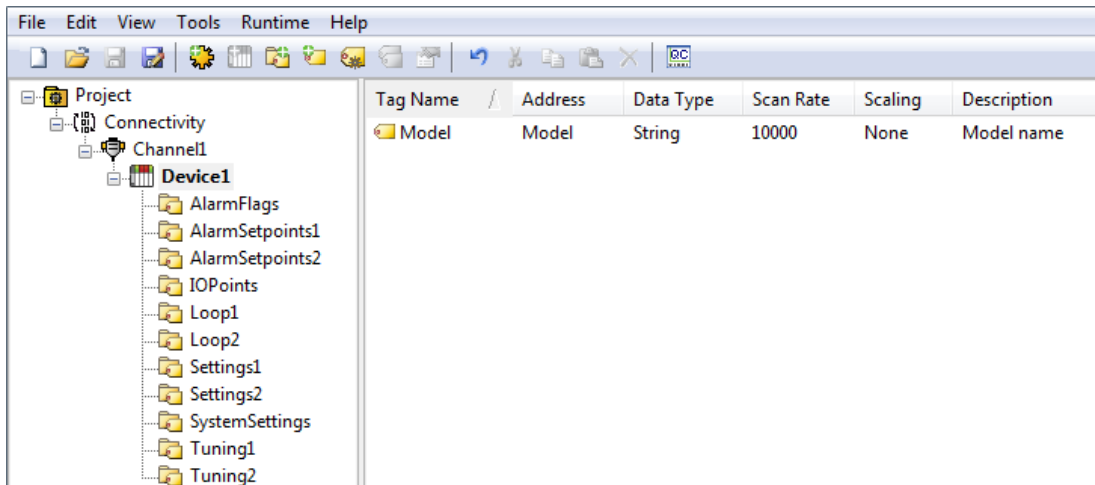 File Edit View Tools Runtime Help
QC
Project
Connectivity
Channel1
Device1
AlarmFlags
AlarmSetpoints1
AlarmSetpoints2
IOPoints
Loop1
Loop2
Settings1
Settings2
SystemSettings
Tuning1
Tuning2
Tag Name Address Data Type Scan Rate Scaling Description
Model Model String 10000 None Model name